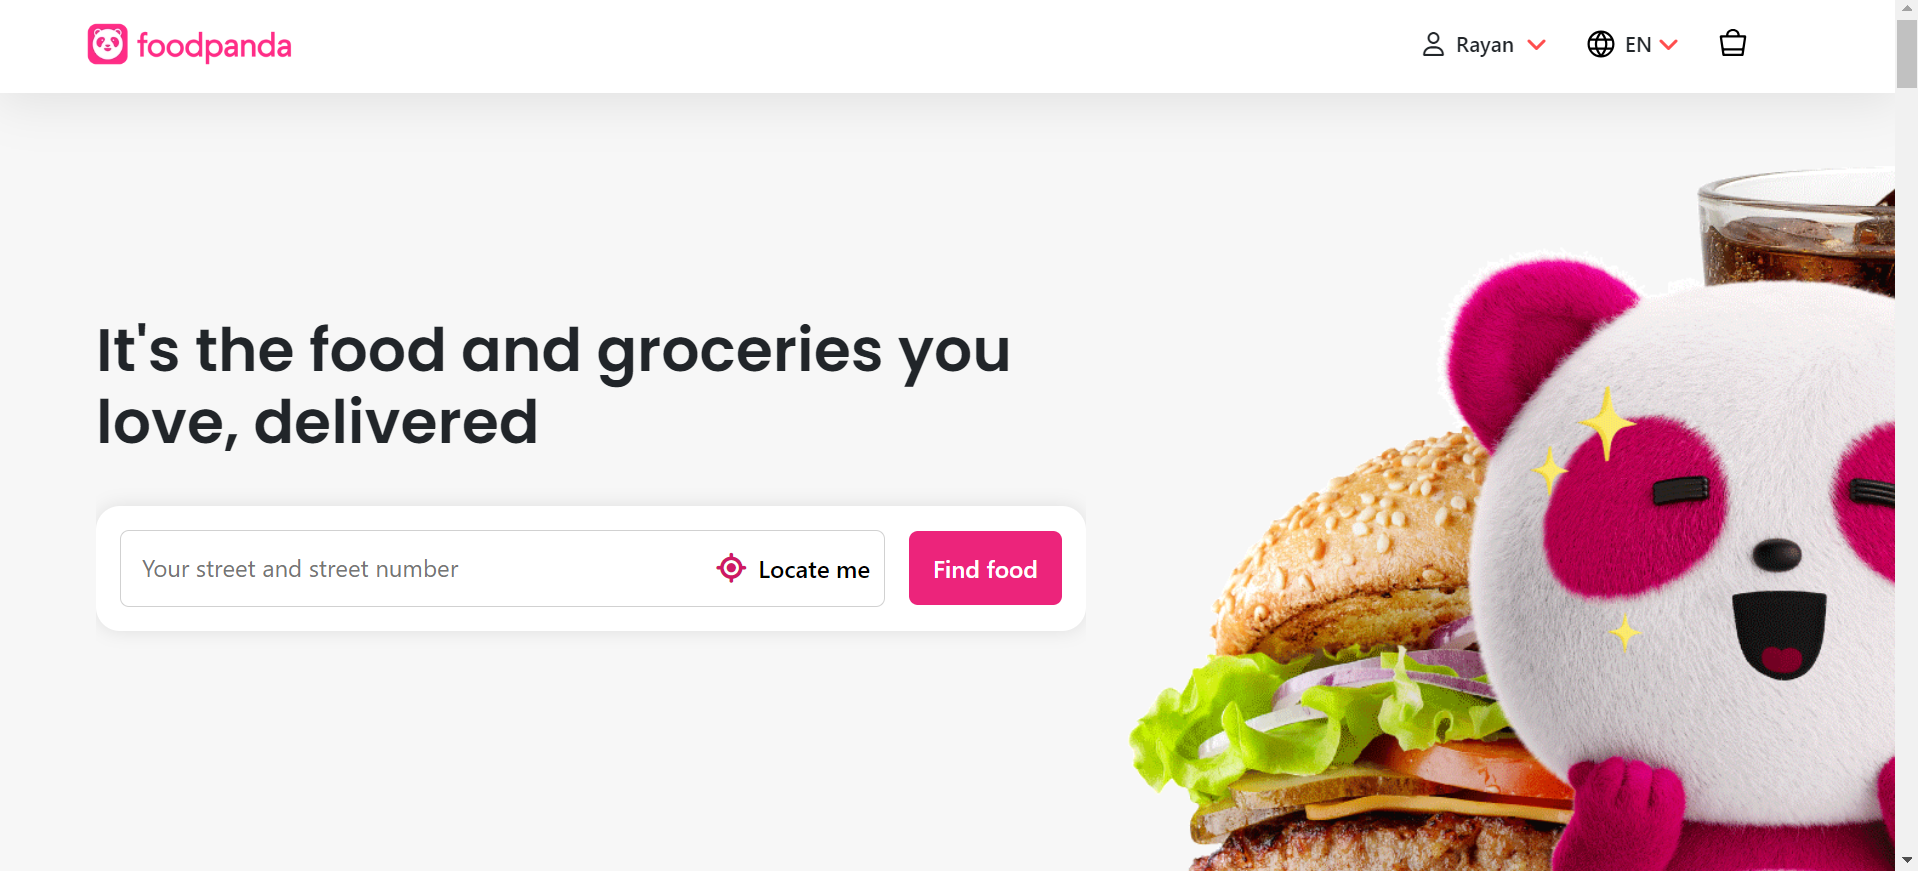 foodpanda
Rayan
EN
It's the food and groceries you
love, delivered
Your street and street number
Locate me
Find food